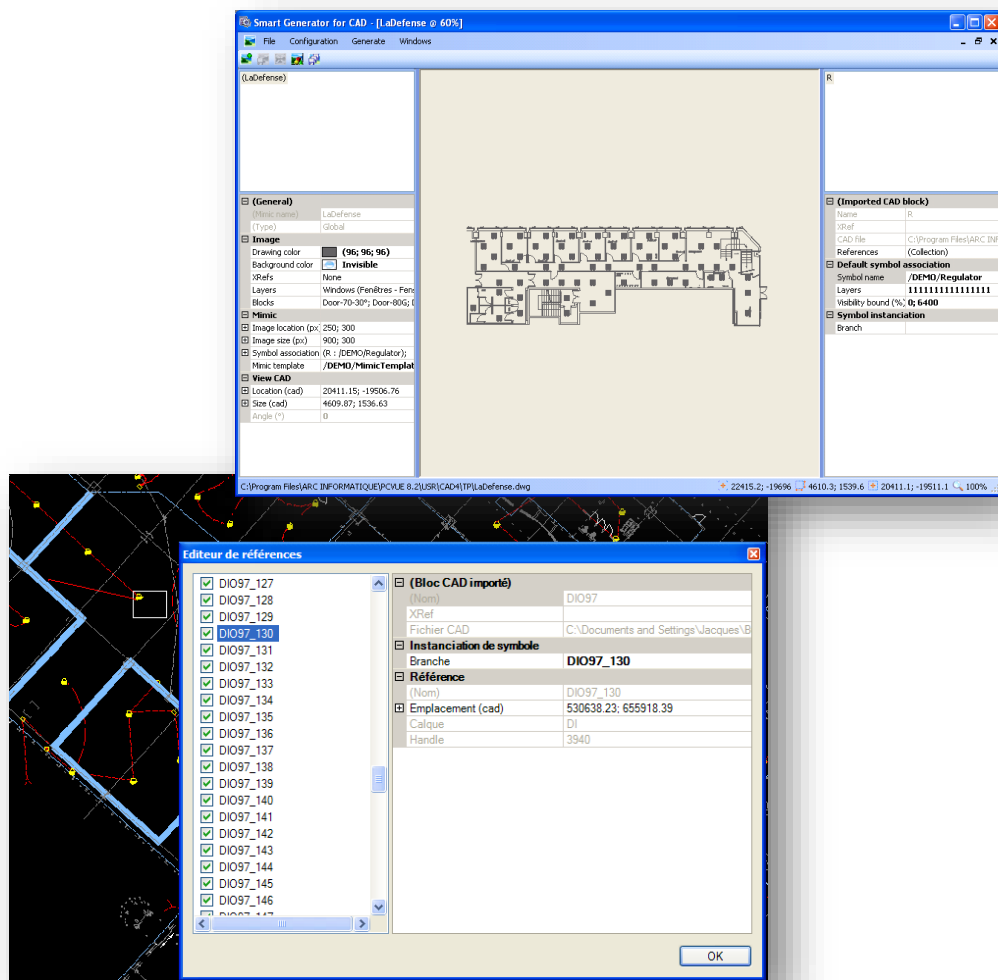 Smart Generator for CAD - [LaDefense @ 60%]
File Configuration Generate Windows
(LaDefense)
R
(General)
(Mimic name) LaDefense
(Type) Global
Image
Drawing color (96; 96; 96)
Background color Invisible
XRefs None
Layers Windows (Fenêtres - Fen
Blocks Door-70-30°; Door-80G;
Mimic
Image location (px 250; 300
Image size (px) 900; 300
Symbol association (R : /DEMO/Regulator);
Mimic template /DEMO/MimicTemplat
View CAD
Location (cad) 20411.15; -19506.76
Size (cad) 4609.87; 1536.63
Angle (°) 0
(Imported CAD block)
Name R
XRef
CAD file C:\Program Files\ARC INF
References (Collection)
Default symbol association
Symbol name /DEMO/Regulator
Layers 1111111111111111
Visibility bound (%) 0; 6400
Symbol instanciation
Branch
C:\Program Files\ARC INFORMATIQUE\PCVUE 8.2\USR\CAD4\TP\LaDefense.dwg 22415.2; -19696 4610.3; 1539.6 20411.1; -19511.1 100%
Editeur de références
DIO97_127
DIO97_128
DIO97_129
DIO97_130
DIO97_131
DIO97_132
DIO97_133
DIO97_134
DIO97_135
DIO97_136
DIO97_137
DIO97_138
DIO97_139
DIO97_140
DIO97_141
DIO97_142
DIO97_143
DIO97_144
DIO97_145
DIO97_146
DIO97_147
(Bloc CAD importé)
(Nom) DIO97
XRef
Fichier CAD C:\Documents and Settings\Jacques\B
Instanciation de symbole
Branche DIO97_130
Référence
(Nom) DIO97_130
Emplacement (cad) 530638.23; 655918.39
Calque DI
Handle 3940
OK